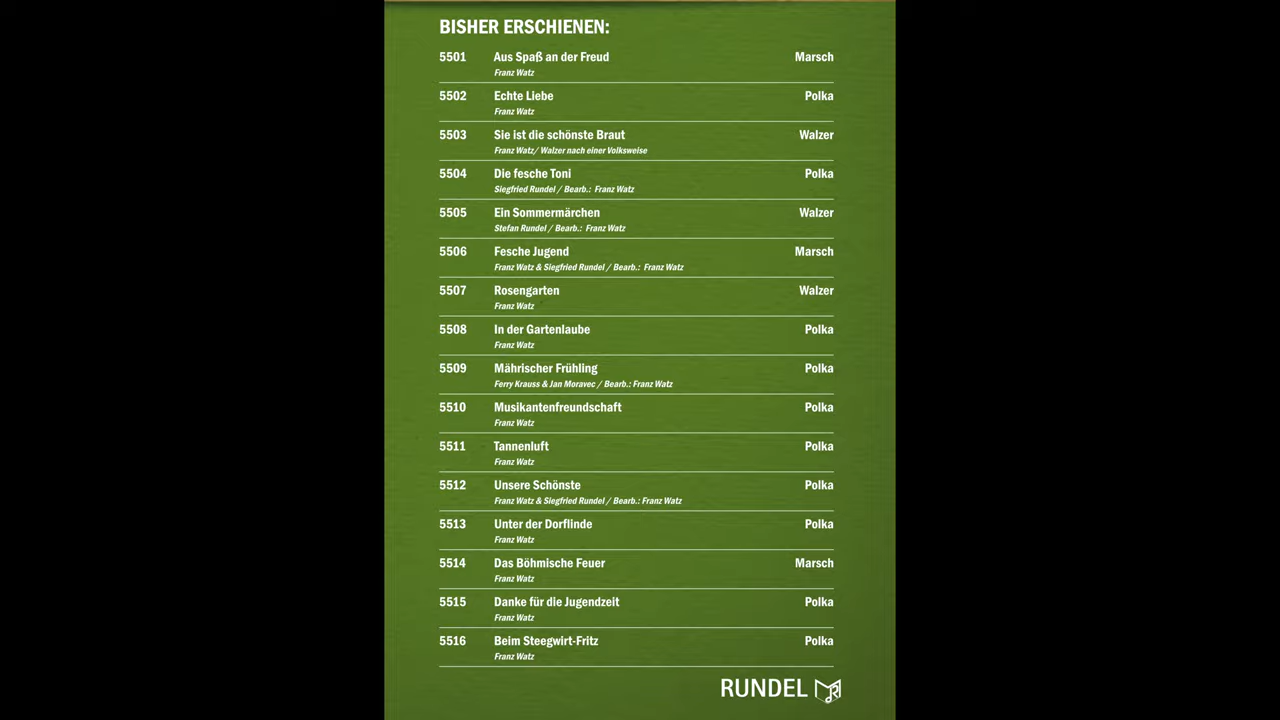 BISHER ERSCHIENEN:
5501 Aus Spaß an der Freud Marsch
Franz Watz
5502 Echte Liebe Polka
Franz Watz
5503 Sie ist die schönste Braut Walzer
Franz Watz/ Walzer nach einer Volksweise
5504 Die fesche Toni Polka
Siegfried Rundel / Bearb.: Franz Watz
5505 Ein Sommermärchen Walzer
Stefan Rundel / Bearb.: Franz Watz
5506 Fesche Jugend Marsch
Franz Watz & Siegfried Rundel / Bearb.: Franz Watz
5507 Rosengarten Walzer
Franz Watz
5508 In der Gartenlaube Polka
Franz Watz
5509 Mährischer Frühling Polka
Ferry Krauss & Jan Moravec / Bearb.: Franz Watz
5510 Musikantenfreundschaft Polka
Franz Watz
5511 Tannenluft Polka
Franz Watz
5512 Unsere Schönste Polka
Franz Watz & Siegfried Rundel / Bearb.: Franz Watz
5513 Unter der Dorflinde Polka
Franz Watz
5514 Das Böhmische Feuer Marsch
Franz Watz
5515 Danke für die Jugendzeit Polka
Franz Watz
5516 Beim Steegwirt-Fritz Polka
Franz Watz
RUNDEL